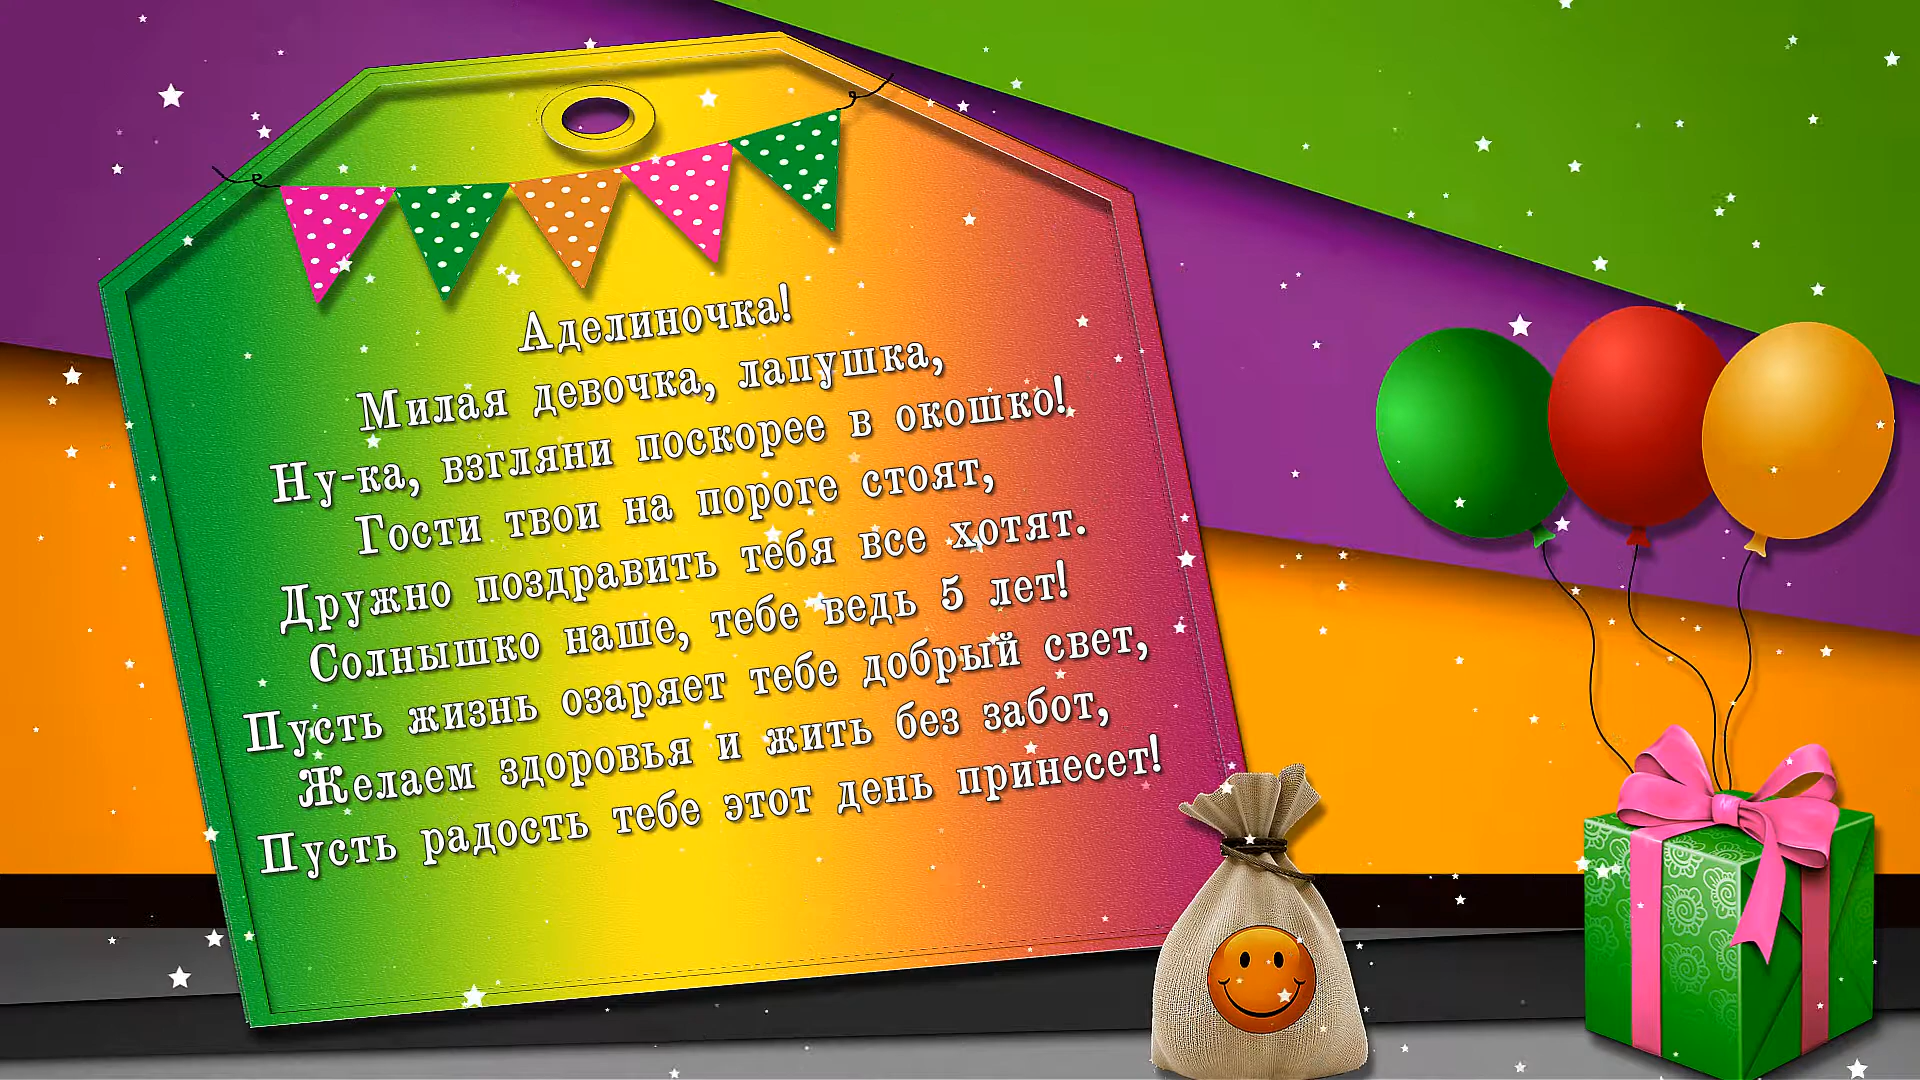 Аделиночка!
Милая девочка, лапушка,
Ну-ка, взгляни поскорее в окошко!
Гости твои на пороге стоят,
Дружно поздравить тебя все хотят.
Солнышко наше, тебе ведь 5 лет!
Пусть жизнь озаряет тебе добрый свет,
Желаем здоровья и жить без забот,
Пусть радость тебе этот день принесет!